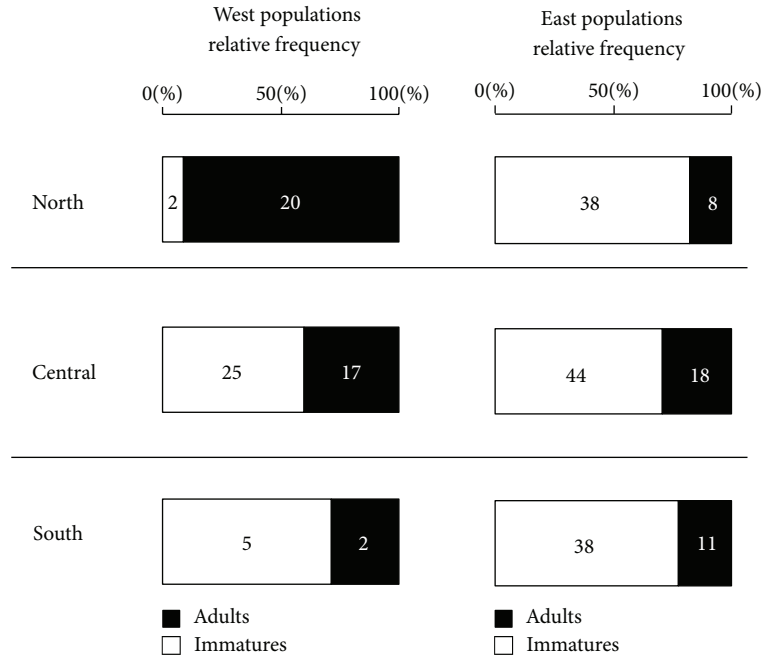 West populations
relative frequency
East populations
relative frequency
0(%) 50(%) 100(%)
0(%) 50(%) 100(%)
North 2 20 38 8
Central 25 17 44 18
South 5 2 38 11
Adults
Immatures
Adults
Immatures